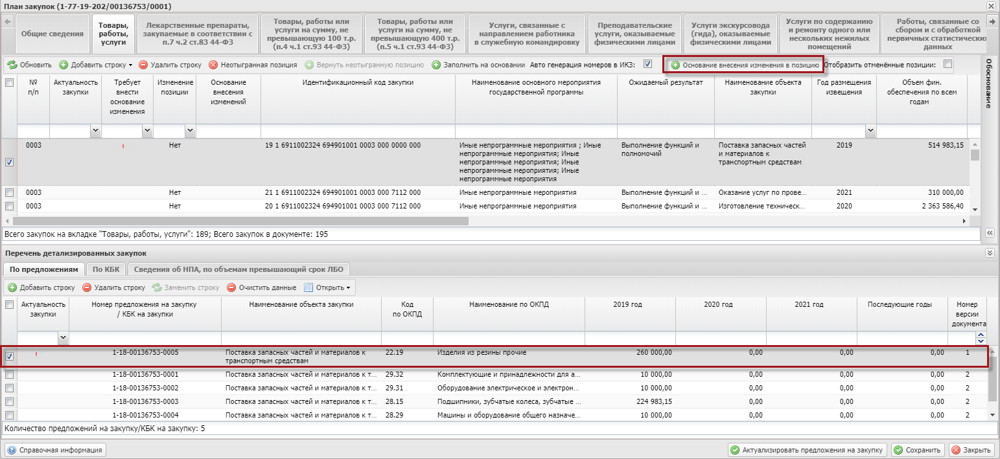 План закупок (1-77-19-202/00136753/0001)
Общие сведения
Товары, работы, услуги
Лекарственные препараты, закупаемые в соответствии с п.7 ч.2 ст.83 44-ФЗ
Товары, работы или услуги на сумму, не превышающую 100 т.р. (п.4 ч.1 ст.93 44-ФЗ)
Товары, работы или услуги на сумму, не превышающую 400 т.р. (п.5 ч.1 ст.93 44-ФЗ)
Услуги, связанные с направлением работника в служебную командировку
Преподавательские услуги, оказываемые физическими лицами
Услуги экскурсовода (гида), оказываемые физическими лицами
Услуги по содержанию и ремонту одного или нескольких нежилых помещений
Работы, связанные со сбором и с обработкой первичных статистических данных
Обновить Добавить строку Удалить строку Неотыгранная позиция Вернуть неотыгранную позицию Заполнить на основании Авто генерация номеров в ИКЗ: Основание внесения изменения в позицию Отобразить отменённые позиции:
Обоснование
№ п/п
Актуальность закупки
Требует внести основание изменения
Изменение позиции
Основание внесения изменений
Идентификационный код закупки
Наименование основного мероприятия государственной программы
Ожидаемый результат
Наименование объекта закупки
Год размещения извещения
Объем фин. обеспечения по всем годам
0003 ! Нет 19 1 6911002324 694901001 0003 000 0000 000 Иные непрограммные мероприятия ; Иные непрограммные мероприятия; Иные непрограммные мероприятия; Иные непрограммные мероприятия; Иные непрограммные мероприятия Выполнение функций и полномочий Поставка запасных частей и материалов к транспортным средствам 2019 514 983,15
0003 Нет 21 1 6911002324 694901001 0003 000 7112 000 Иные непрограммные мероприятия Выполнение функций и ... Оказание услуг по прове... 2021 310 000,00
0003 Нет 20 1 6911002324 694901001 0003 000 7112 000 Иные непрограммные мероприятия Выполнение функций и ... Изготовление техническ... 2020 2 363 586,40
Всего закупок на вкладке "Товары, работы, услуги": 189; Всего закупок в документе: 195
Перечень детализированных закупок
По предложениям По КБК Сведения об НПА, по объемам превышающий срок ЛБО
Добавить строку Удалить строку Заменить строку Очистить данные Открыть
Актуальность закупки
Номер предложения на закупку / КБК на закупки
Наименование объекта закупки
Код по ОКПД
Наименование по ОКПД
2019 год
2020 год
2021 год
Последующие годы
Номер версии документа
! 1-18-00136753-0005 Поставка запасных частей и материалов к транспортным средствам 22.19 Изделия из резины прочие 260 000,00 0,00 0,00 0,00 1
1-18-00136753-0001 Поставка запасных частей и материалов к т... 29.32 Комплектующие и принадлежности для а... 10 000,00 0,00 0,00 0,00 2
1-18-00136753-0002 Поставка запасных частей и материалов к т... 29.31 Оборудование электрическое и электрон... 10 000,00 0,00 0,00 0,00 2
1-18-00136753-0003 Поставка запасных частей и материалов к т... 28.15 Подшипники, зубчатые колеса, зубчатые ... 224 983,15 0,00 0,00 0,00 2
1-18-00136753-0004 Поставка запасных частей и материалов к т... 28.29 Машины и оборудование общего назначе... 10 000,00 0,00 0,00 0,00 2
Количество предложений на закупку/КБК на закупку: 5
Справочная информация Актуализировать предложения на закупку Сохранить Закрыть